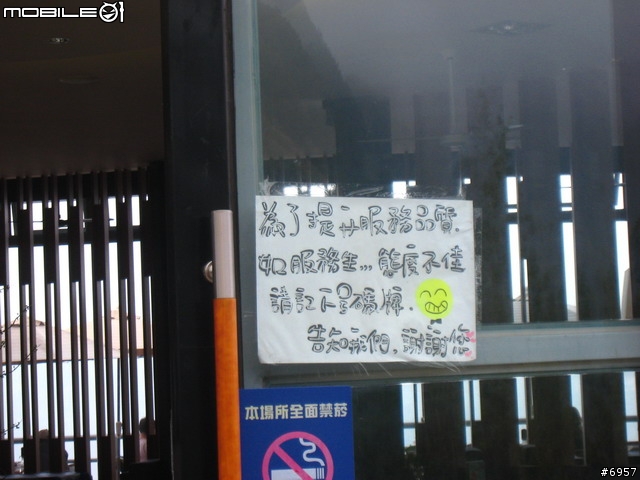 MOBILE01
為了提升服務品質.
如服務生,,,態度不佳
請記下號碼牌.
告知我們,謝謝您
本場所全面禁菸
#6957